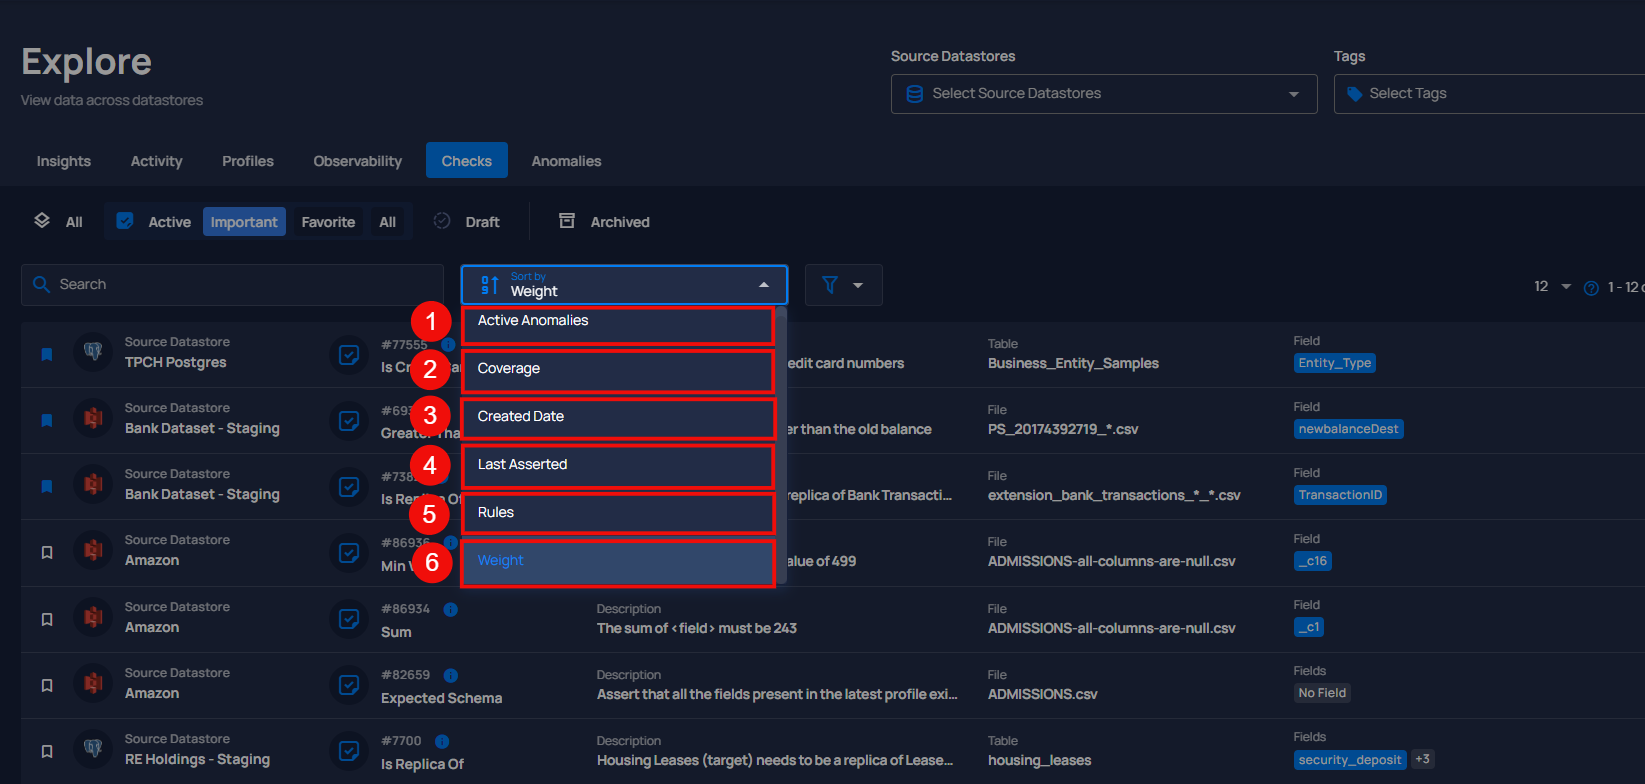 Explore
View data across datastores
Source Datastores
Select Source Datastores
Tags
Select Tags
Insights Activity Profiles Observability Checks Anomalies
All Active Important Favorite All Draft Archived
Search
Sort by
Weight
12 1 - 12
1 Active Anomalies
2 Coverage
3 Created Date
4 Last Asserted
5 Rules
6 Weight
Source Datastore
TPCH Postgres
#77555
Is
edit card numbers
Table
Business_Entity_Samples
Field
Entity_Type
Source Datastore
Bank Dataset - Staging
er than the old balance
File
PS_20174392719_*.csv
Field
newbalanceDest
Source Datastore
Bank Dataset - Staging
Is Replica Of
replica of Bank Transacti...
File
extension_bank_transactions_*_*.csv
Field
TransactionID
Source Datastore
Amazon
#86936
Min
alue of 499
File
ADMISSIONS-all-columns-are-null.csv
Field
_c16
Source Datastore
Amazon
#86934
Sum
Description
The sum of <field> must be 243
File
ADMISSIONS-all-columns-are-null.csv
Field
_c1
Source Datastore
Amazon
#82659
Expected Schema
Description
Assert that all the fields present in the latest profile exi...
File
ADMISSIONS.csv
Fields
No Field
Source Datastore
RE Holdings - Staging
#7700
Is Replica Of
Description
Housing Leases (target) needs to be a replica of Lease...
Table
housing_leases
Fields
security_deposit +3